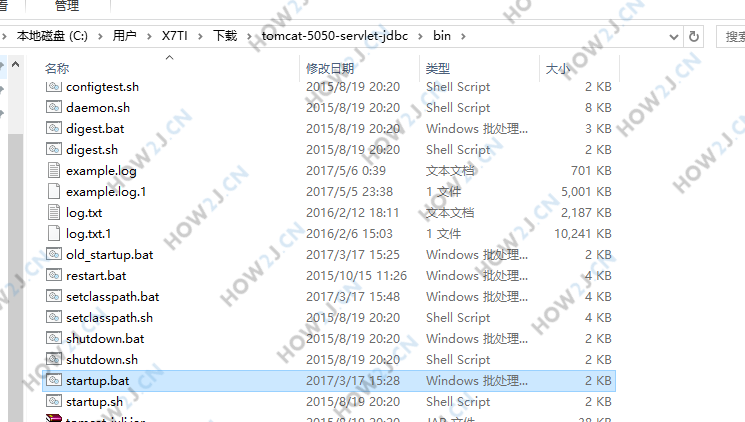 管理
本地磁盘 (C:) › 用户 › X7TI › 下载 › tomcat-5050-servlet-jdbc › bin ›
名称 修改日期 类型 大小
configtest.sh 2015/8/19 20:20 Shell Script 2 KB
daemon.sh 2015/8/19 20:20 Shell Script 8 KB
digest.bat 2015/8/19 20:20 Windows 批处理... 3 KB
digest.sh 2015/8/19 20:20 Shell Script 2 KB
example.log 2017/5/6 0:39 文本文档 701 KB
example.log.1 2017/5/5 23:38 1 文件 5,001 KB
log.txt 2016/2/12 18:11 文本文档 2,187 KB
log.txt.1 2016/2/6 15:03 1 文件 10,241 KB
old_startup.bat 2017/3/17 15:25 Windows 批处理... 2 KB
restart.bat 2015/10/15 11:26 Windows 批处理... 4 KB
setclasspath.bat 2017/3/17 15:48 Windows 批处理... 4 KB
setclasspath.sh 2015/8/19 20:20 Shell Script 4 KB
shutdown.bat 2015/8/19 20:20 Windows 批处理... 2 KB
shutdown.sh 2015/8/19 20:20 Shell Script 2 KB
startup.bat 2017/3/17 15:28 Windows 批处理... 2 KB
startup.sh 2015/8/19 20:20 Shell Script 2 KB
HOW2J.CN